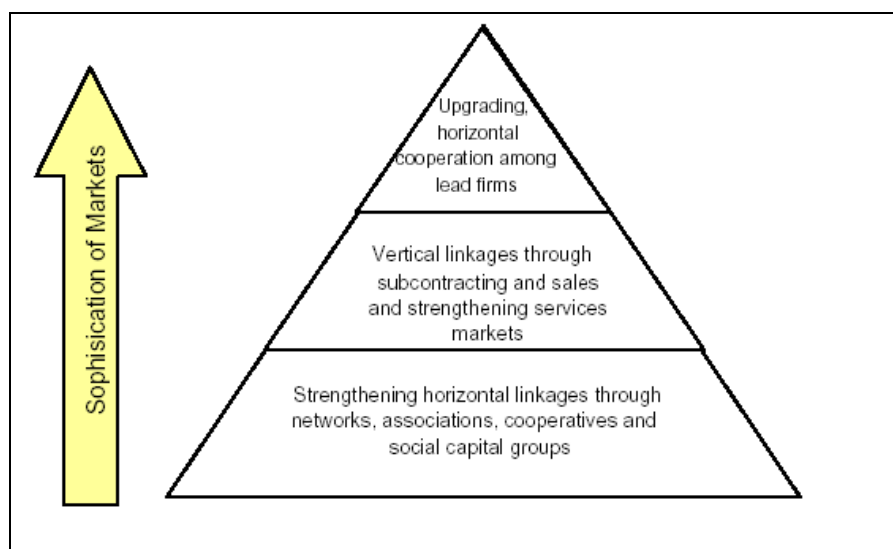 Sophisication of Markets
Upgrading,
horizontal
cooperation among
lead firms
Vertical linkages through
subcontracting and sales
and strengthening services
markets
Strengthening horizontal linkages through
networks, associations, cooperatives and
social capital groups